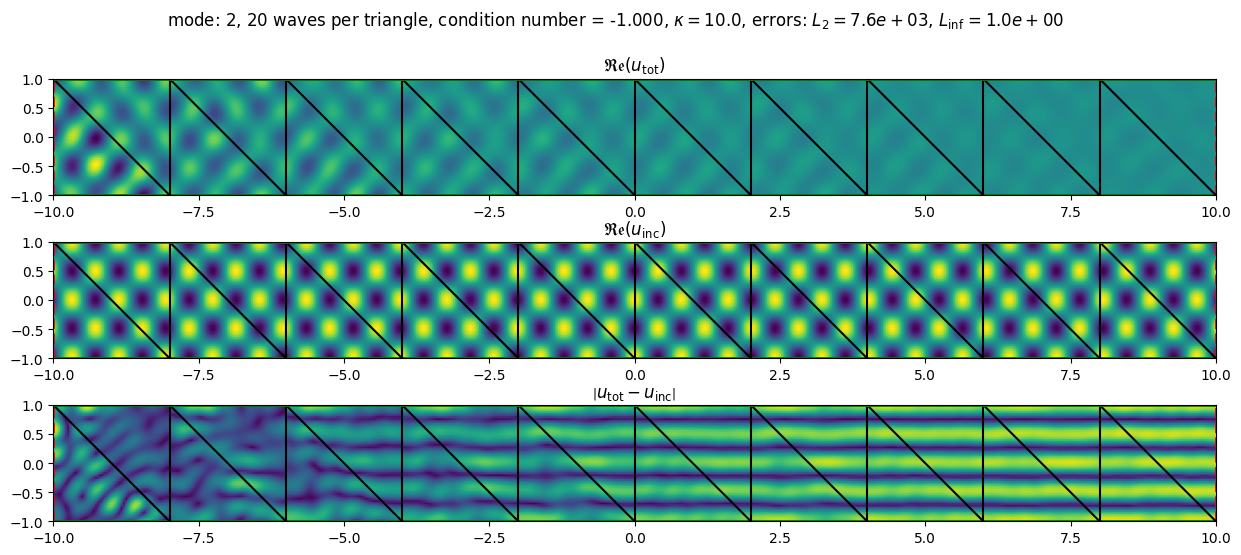 mode: 2, 20 waves per triangle, condition number = -1.000, κ = 10.0, errors: L₂ = 7.6e + 03, L_inf = 1.0e + 00
ℜ𝔢(u_tot)
1.0
0.5
0.0
−0.5
−1.0
−10.0 −7.5 −5.0 −2.5 0.0 2.5 5.0 7.5 10.0
ℜ𝔢(u_inc)
1.0
0.5
0.0
−0.5
−1.0
−10.0 −7.5 −5.0 −2.5 0.0 2.5 5.0 7.5 10.0
|u_tot − u_inc|
1.0
0.5
0.0
−0.5
−1.0
−10.0 −7.5 −5.0 −2.5 0.0 2.5 5.0 7.5 10.0